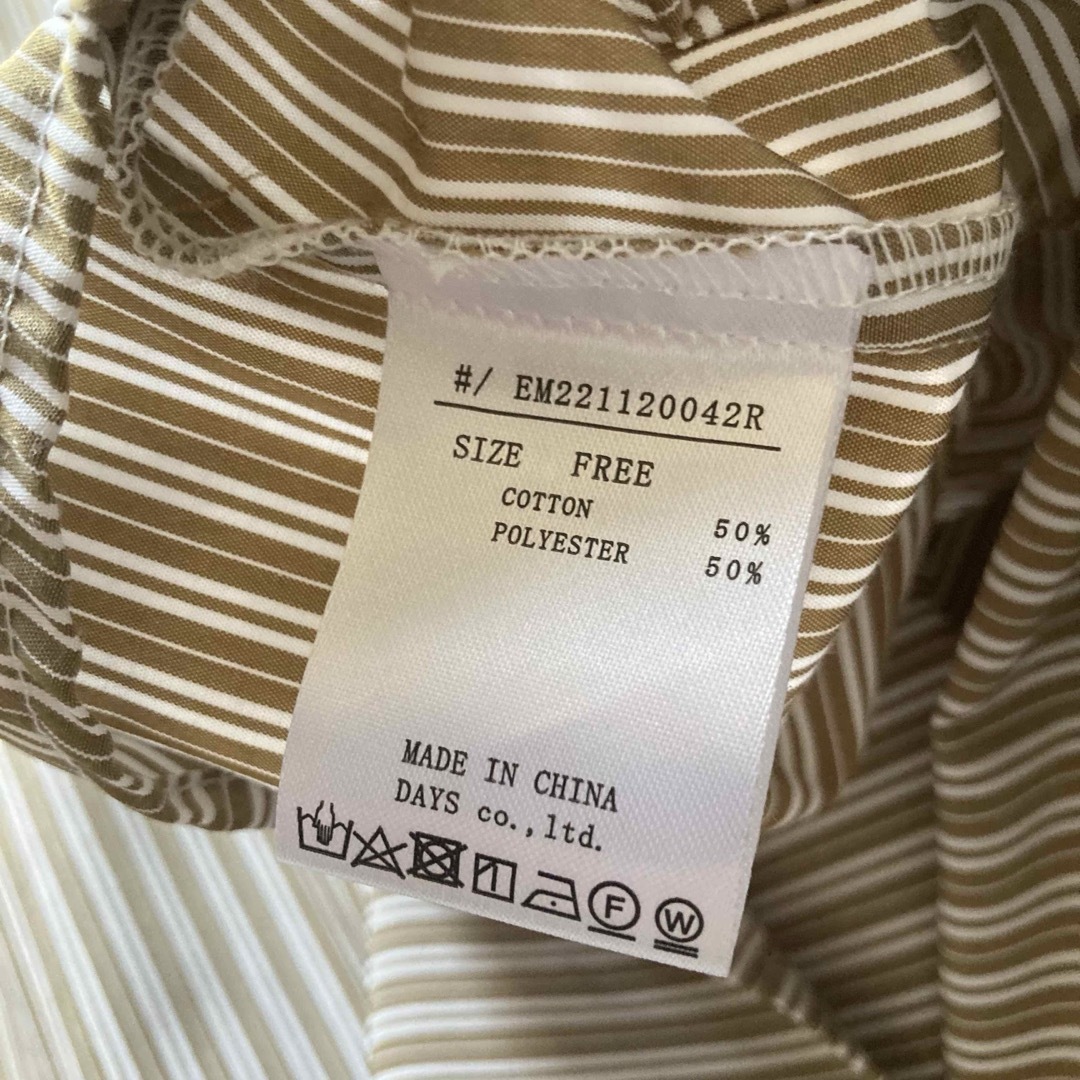 #/ EM221120042R
SIZE FREE
COTTON 50%
POLYESTER 50%
MADE IN CHINA
DAYS co.,ltd.
F W